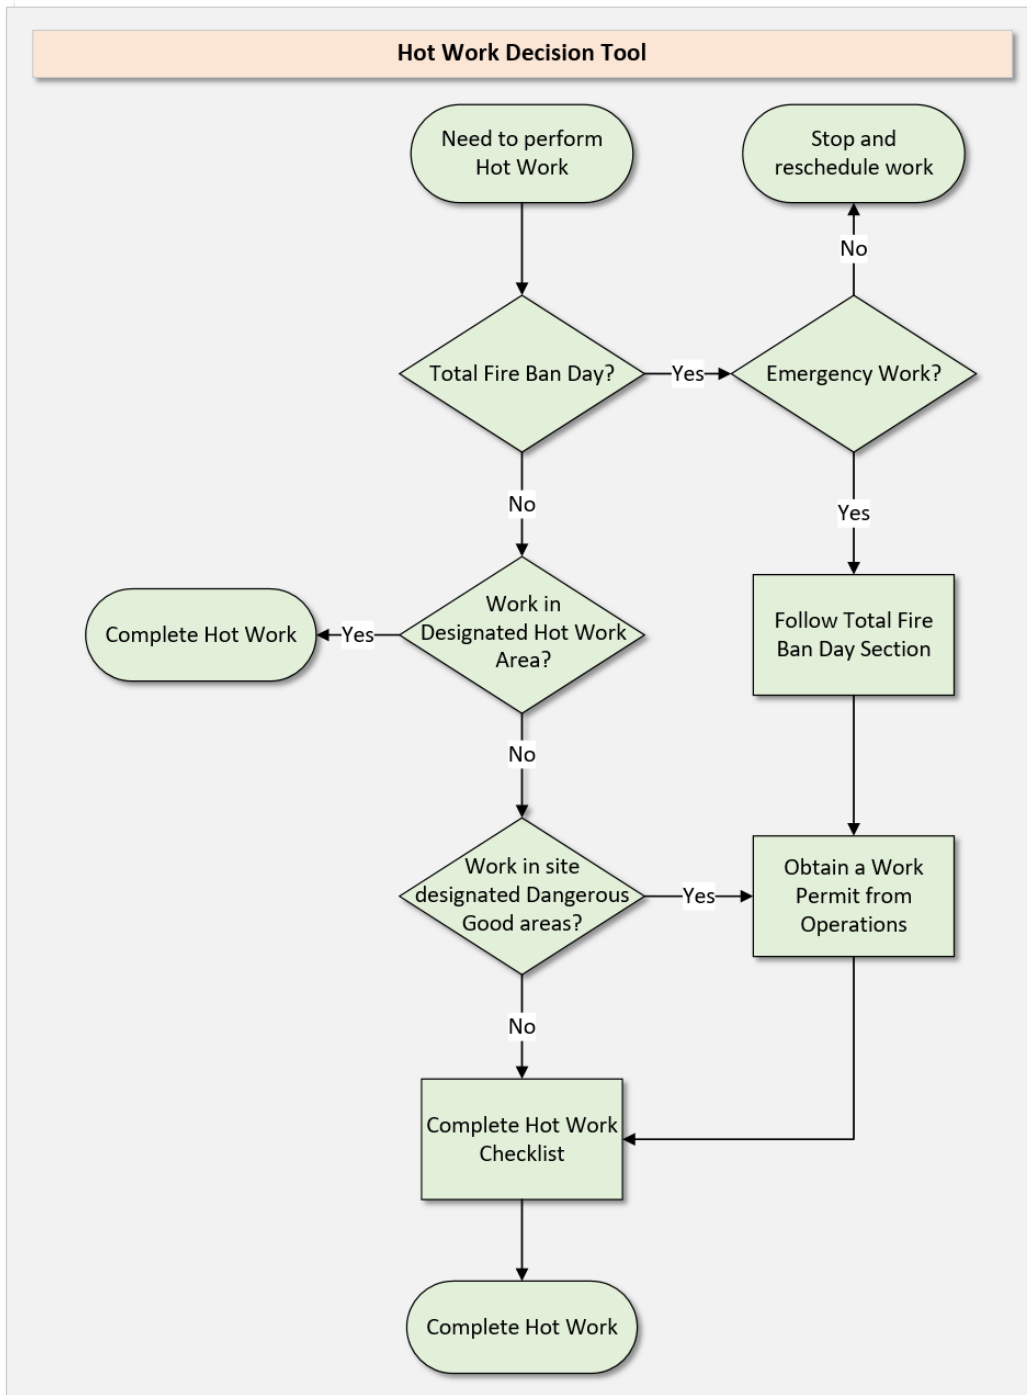 Hot Work Decision Tool
Need to perform
Hot Work
Stop and
reschedule work
No
Total Fire Ban Day?
Yes
Emergency Work?
No
Yes
Complete Hot Work
Yes
Work in
Designated Hot Work
Area?
Follow Total Fire
Ban Day Section
No
Work in site
designated Dangerous
Good areas?
Yes
Obtain a Work
Permit from
Operations
No
Complete Hot Work
Checklist
Complete Hot Work